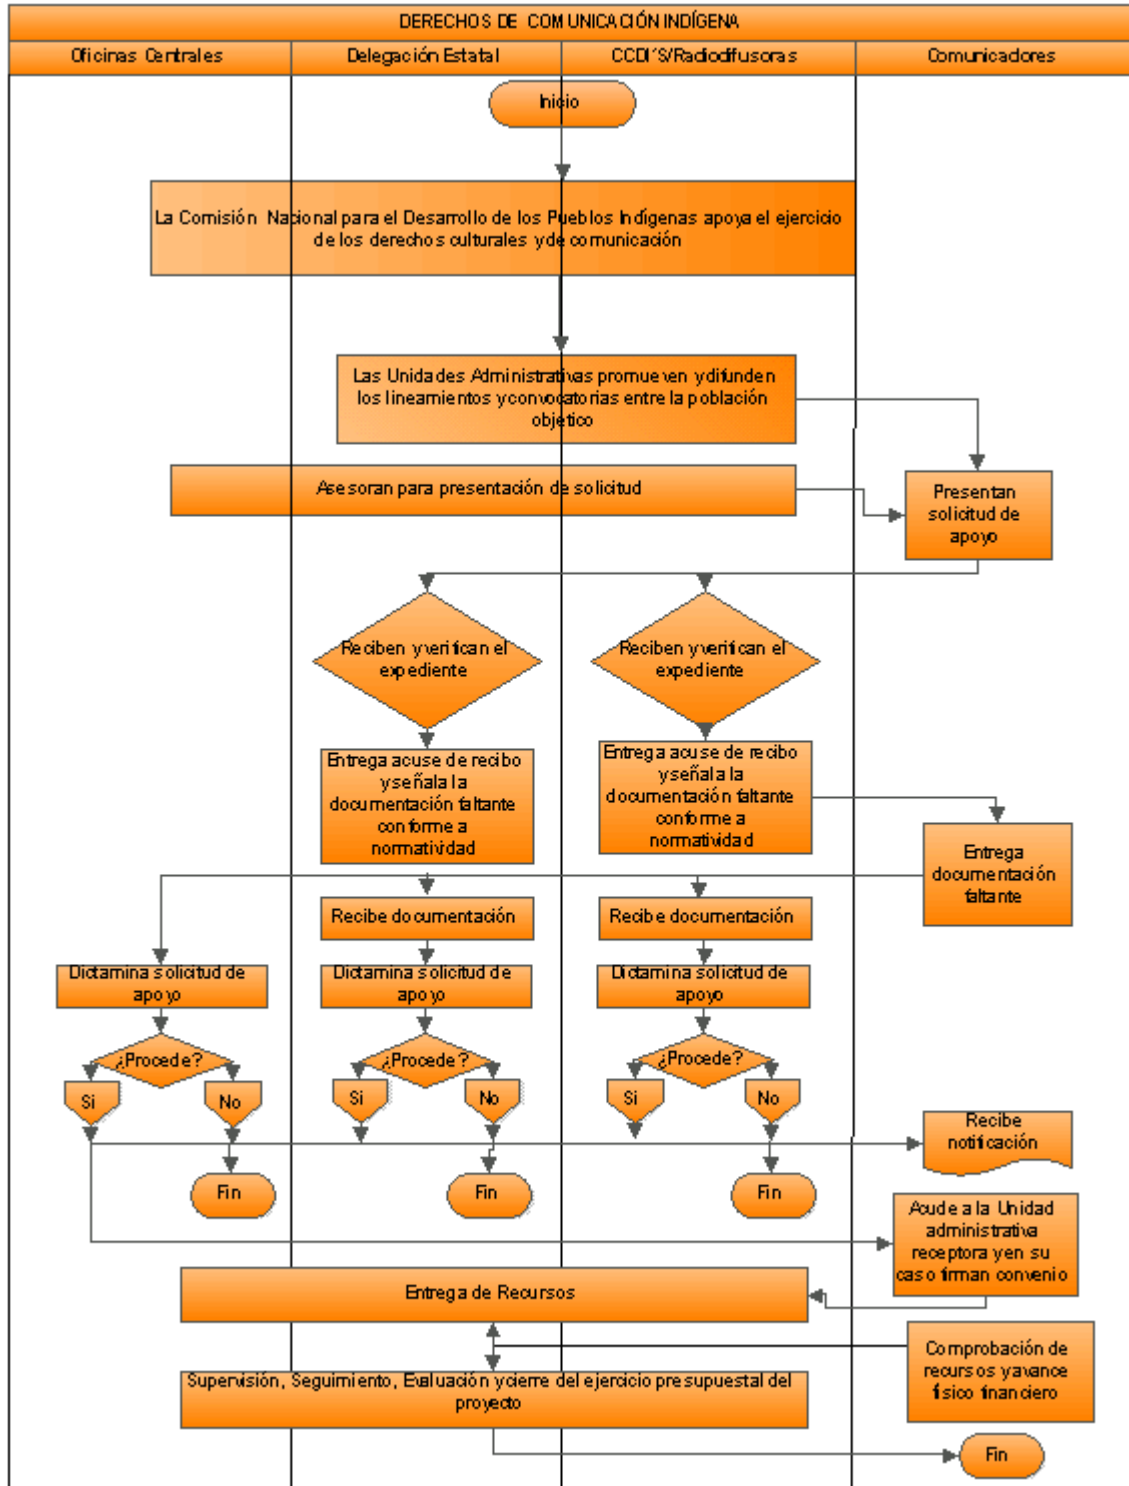 DERECHOS DE COMUNICACIÓN INDÍGENA
Oficinas Centrales
Delegación Estatal
CCDI´S/Radiodifusoras
Comunicadores
Inicio
La Comisión Nacional para el Desarrollo de los Pueblos Indígenas apoya el ejercicio
de los derechos culturales y de comunicación
Las Unidades Administrativas promueven y difunden
los lineamientos y convocatorias entre la población
objetico
Asesoran para presentación de solicitud
Presentan
solicitud de
apoyo
Reciben y verifican el
expediente
Reciben y verifican el
expediente
Entrega acuse de recibo
y señala la
documentación faltante
conforme a
normatividad
Entrega acuse de recibo
y señala la
documentación faltante
conforme a
normatividad
Entrega
documentación
faltante
Recibe documentación
Recibe documentación
Dictamina solicitud de
apoyo
Dictamina solicitud de
apoyo
Dictamina solicitud de
apoyo
¿Procede?
¿Procede?
¿Procede?
Si
No
Si
No
Si
No
Recibe
notificación
Fin
Fin
Fin
Acude a la Unidad
administrativa
receptora y en su
caso firman convenio
Entrega de Recursos
Comprobación de
recursos y avance
físico financiero
Supervisión, Seguimiento, Evaluación y cierre del ejercicio presupuestal del
proyecto
Fin